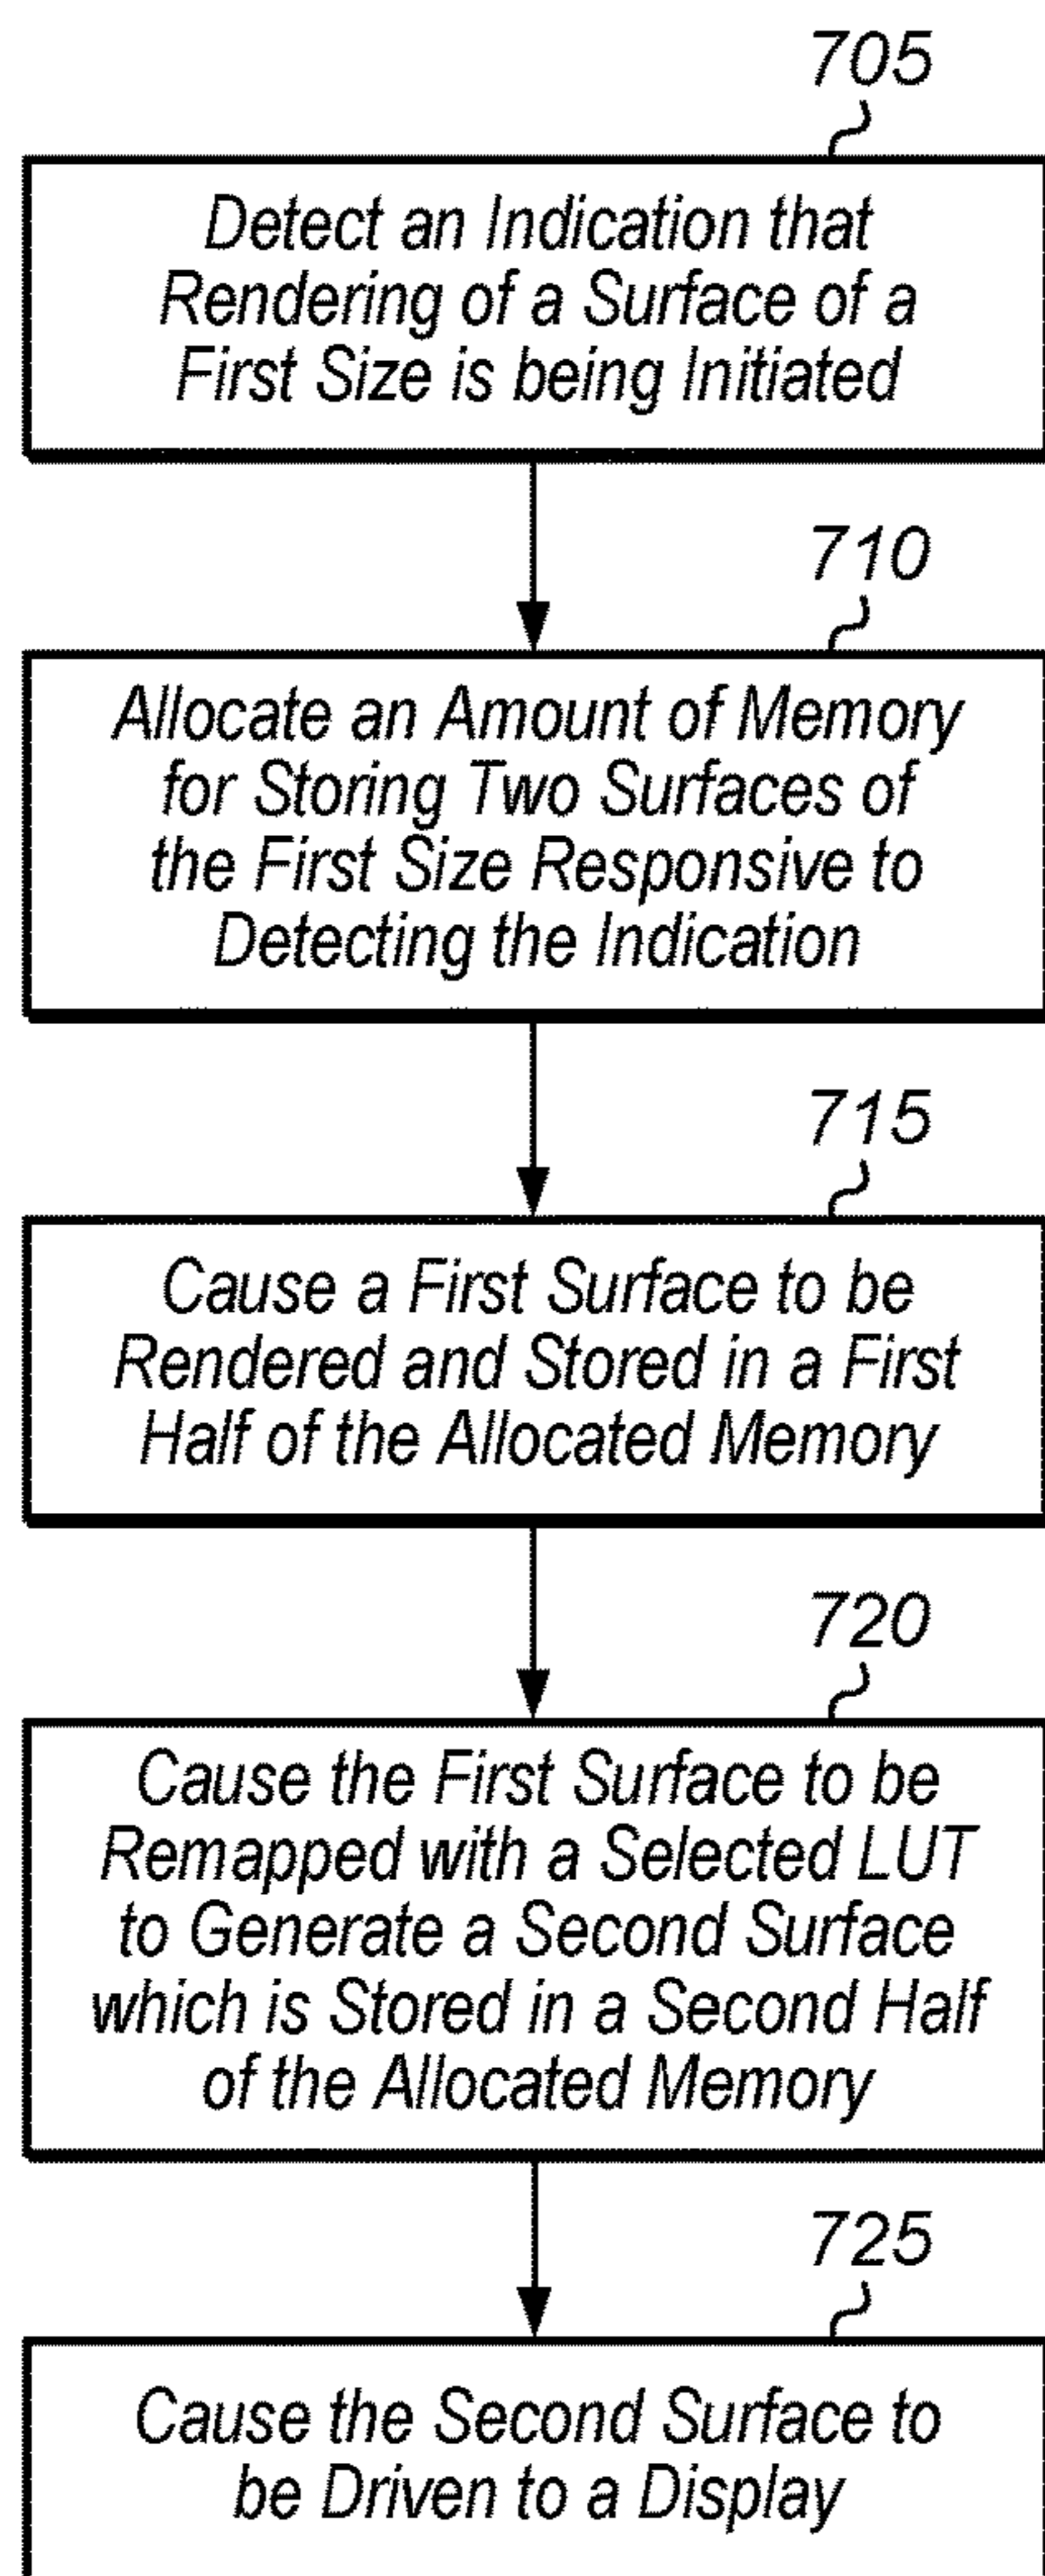 705
Detect an Indication that
Rendering of a Surface of a
First Size is being Initiated
710
Allocate an Amount of Memory
for Storing Two Surfaces of
the First Size Responsive to
Detecting the Indication
715
Cause a First Surface to be
Rendered and Stored in a First
Half of the Allocated Memory
720
Cause the First Surface to be
Remapped with a Selected LUT
to Generate a Second Surface
which is Stored in a Second Half
of the Allocated Memory
725
Cause the Second Surface to
be Driven to a Display